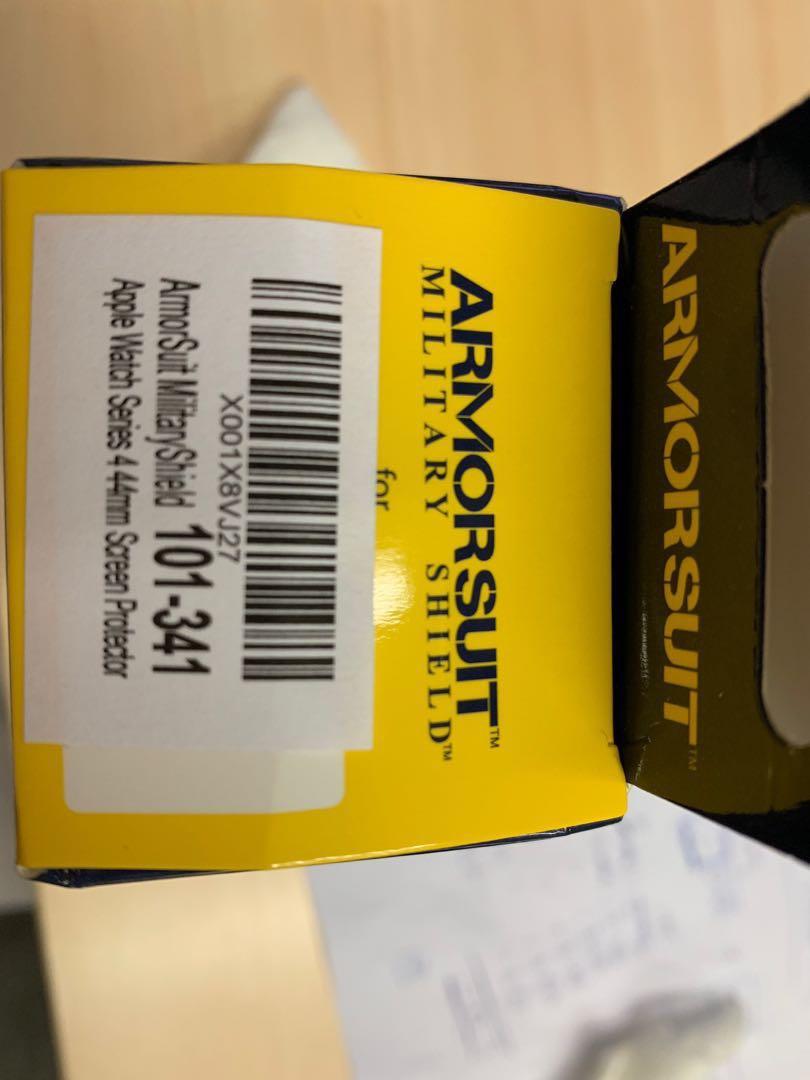 ARMORSUIT™
ARMORSUIT™
MILITARY SHIELD™
for
X001X8VJ27
ArmorSuit MilitaryShield 101-341
Apple Watch Series 4 44mm Screen Protector